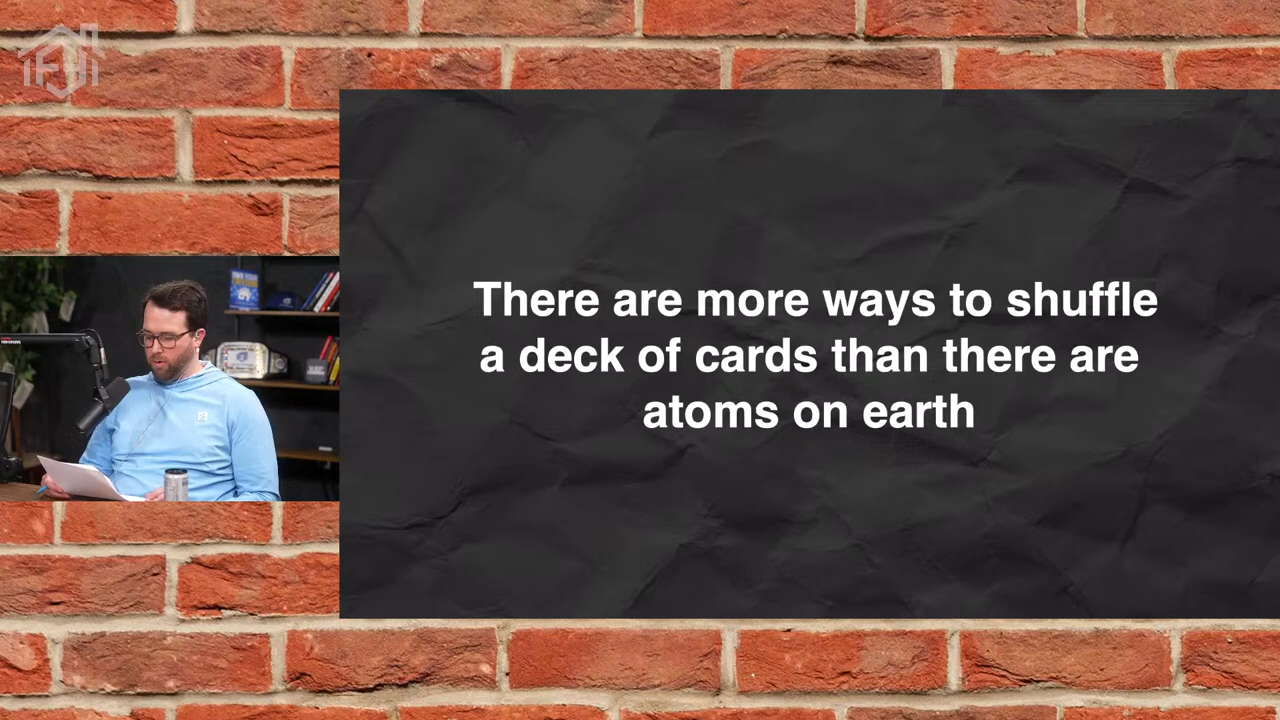 There are more ways to shuffle
a deck of cards than there are
atoms on earth